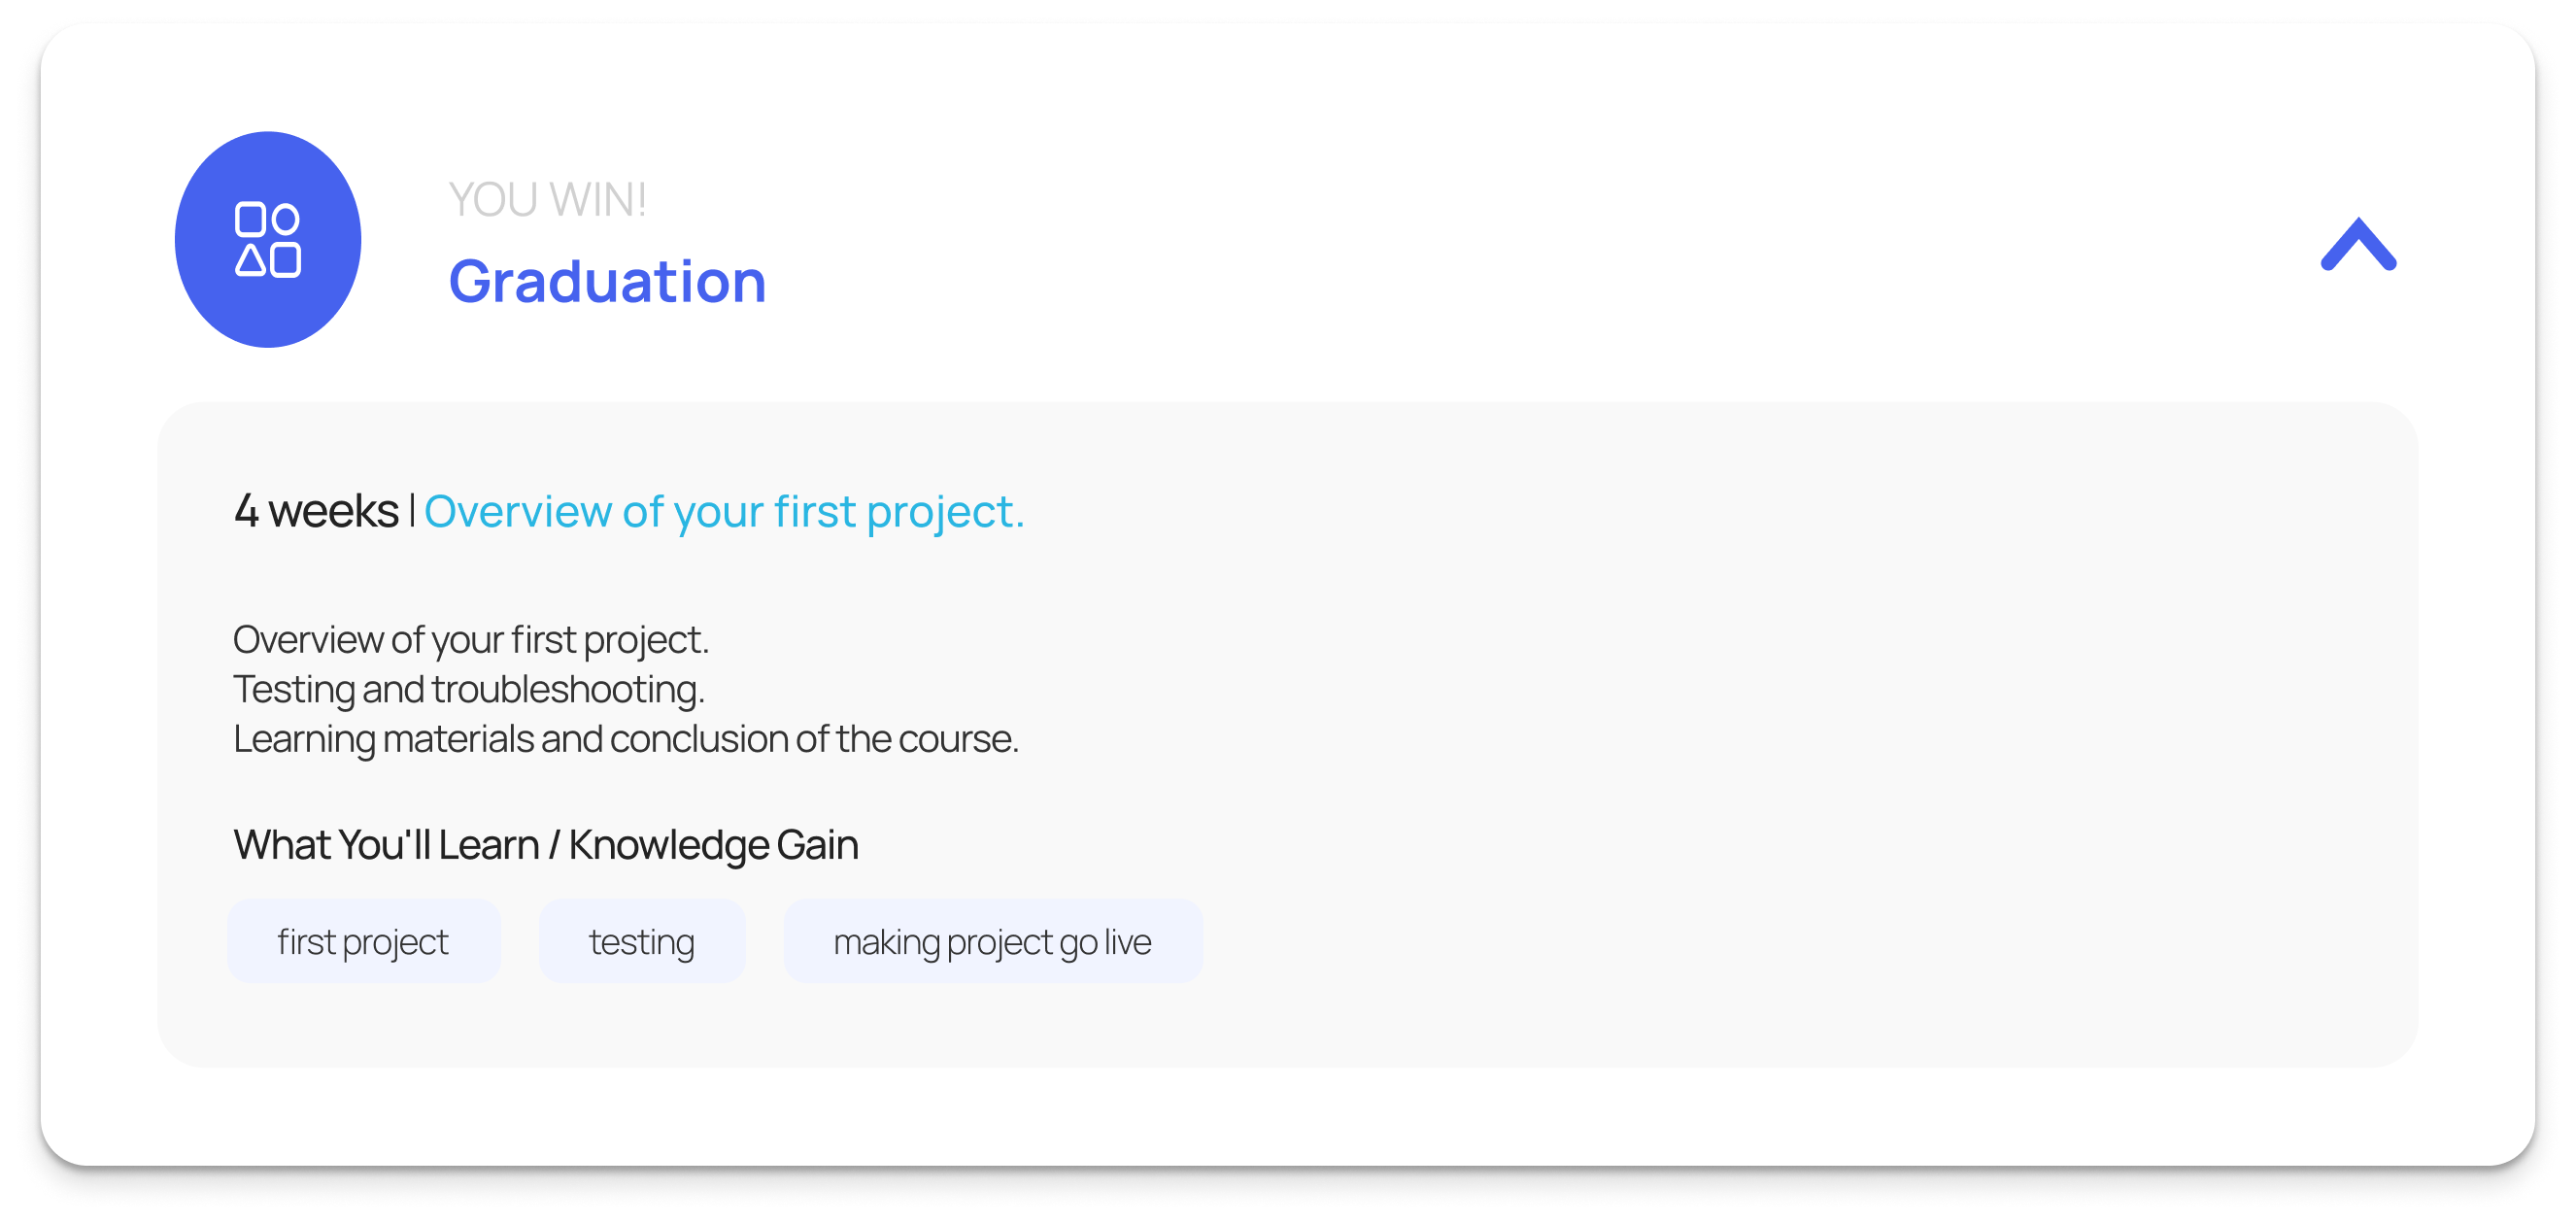 YOU WIN!
Graduation
4 weeks | Overview of your first project.
Overview of your first project.
Testing and troubleshooting.
Learning materials and conclusion of the course.
What You'll Learn / Knowledge Gain
first project testing making project go live